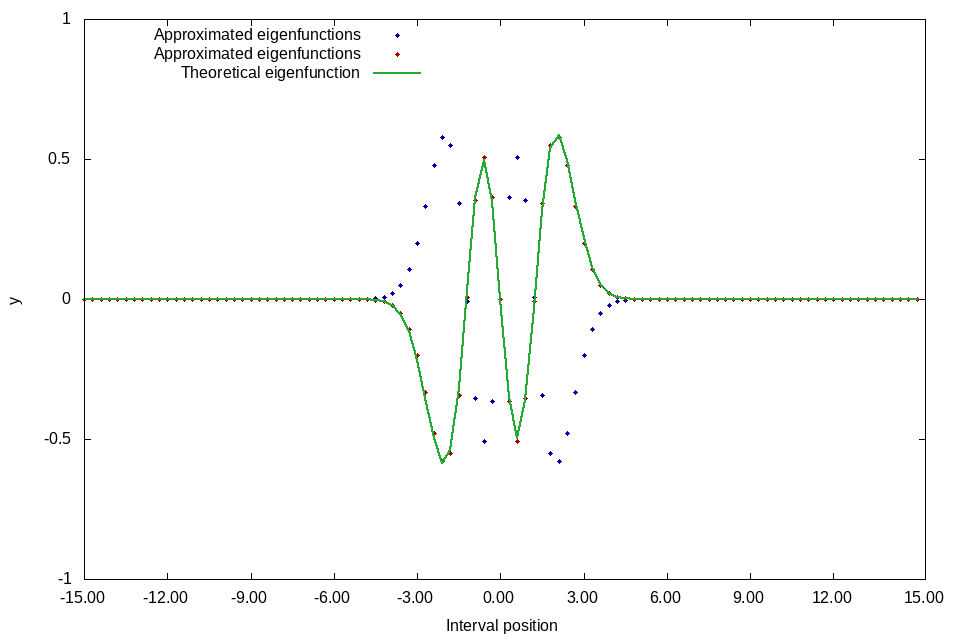 1
Approximated eigenfunctions
Approximated eigenfunctions
Theoretical eigenfunction
0.5
0
y
-0.5
-1
-15.00 -12.00 -9.00 -6.00 -3.00 0.00 3.00 6.00 9.00 12.00 15.00
Interval position